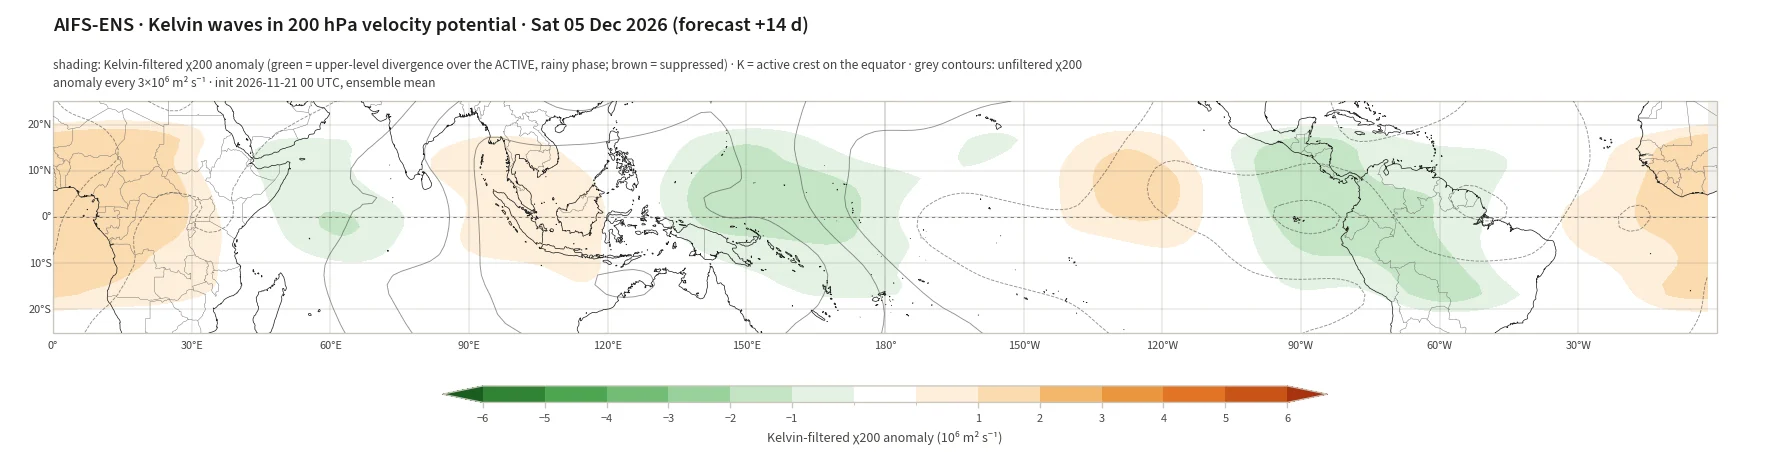 AIFS-ENS · Kelvin waves in 200 hPa velocity potential · Sat 05 Dec 2026 (forecast +14 d)
shading: Kelvin-filtered χ200 anomaly (green = upper-level divergence over the ACTIVE, rainy phase; brown = suppressed) · K = active crest on the equator · grey contours: unfiltered χ200
anomaly every 3×10⁶ m² s⁻¹ · init 2026-11-21 00 UTC, ensemble mean
20°N
10°N
0°
10°S
20°S
0° 30°E 60°E 90°E 120°E 150°E 180° 150°W 120°W 90°W 60°W 30°W
−6 −5 −4 −3 −2 −1 1 2 3 4 5 6
Kelvin-filtered χ200 anomaly (10⁶ m² s⁻¹)